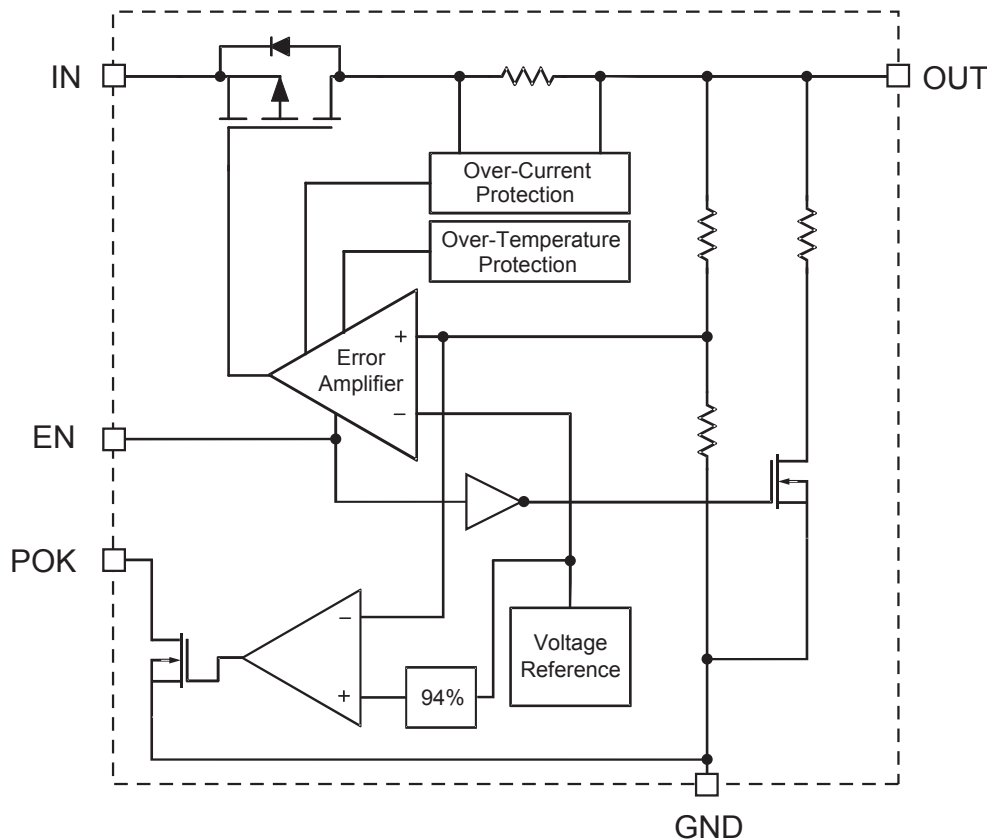 IN
OUT
Over-Current
Protection
Over-Temperature
Protection
+
Error
Amplifier
−
EN
POK
−
Voltage
Reference
+
94%
GND